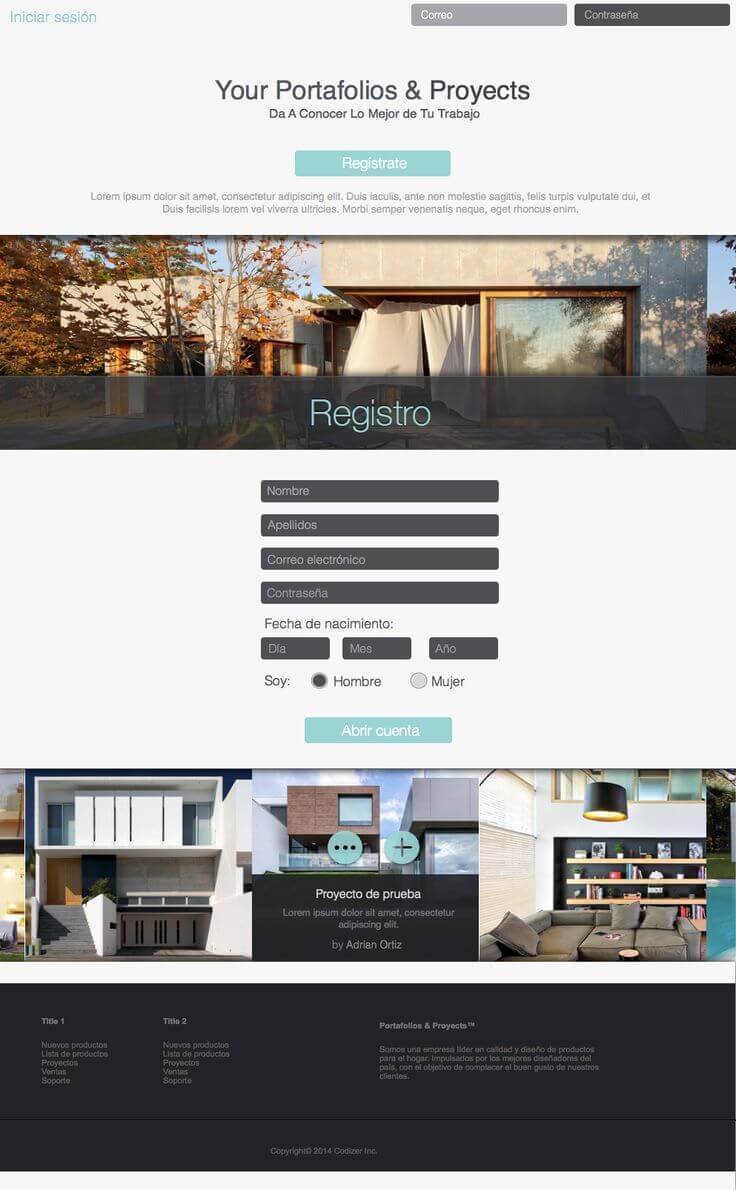 Iniciar sesión
Correo
Contraseña
Your Portafolios & Proyects
Da A Conocer Lo Mejor de Tu Trabajo
Regístrate
Lorem ipsum dolor sit amet, consectetur adipiscing elit. Duis iaculis, ante non molestie sagittis, felis turpis vulputate dui, et
Duis facilisis lorem vel viverra ultricies. Morbi semper venenatis neque, eget rhoncus enim.
Registro
Nombre
Apellidos
Correo electrónico
Contraseña
Fecha de nacimiento:
Día
Mes
Año
Soy:
Hombre
Mujer
Abrir cuenta
Proyecto de prueba
Lorem ipsum dolor sit amet, consectetur
adipiscing elit.
by Adrian Ortiz
Title 1
Nuevos productos
Lista de productos
Proyectos
Ventas
Soporte
Title 2
Nuevos productos
Lista de productos
Proyectos
Ventas
Soporte
Portafolios & Proyects™
Somos una empresa líder en calidad y diseño de productos
para el hogar. Impulsados por los mejores diseñadores del
país, con el objetivo de complacer el buen gusto de nuestros
clientes.
Copyright© 2014 Codizer Inc.